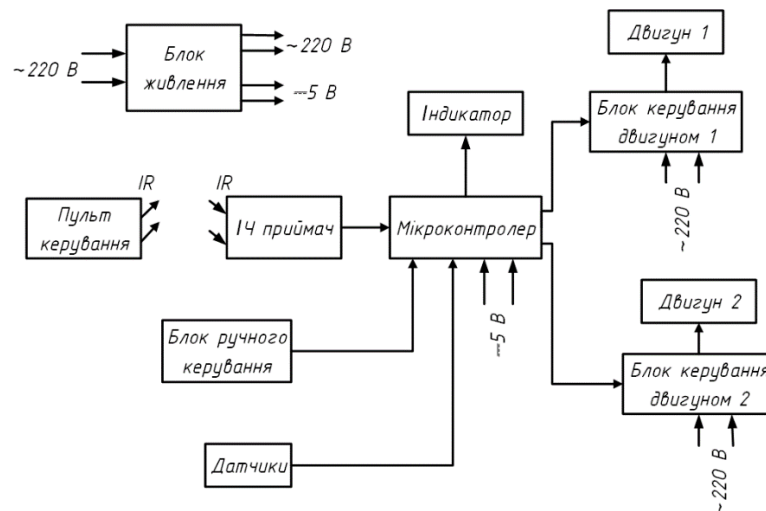 ~220 В
Блок
живлення
~220 В
⎓5 В
Двигун 1
Індикатор
Блок керування
двигуном 1
~220 В
IR
IR
Пульт
керування
ІЧ приймач
Мікроконтролер
⎓5 В
Блок ручного
керування
Двигун 2
Блок керування
двигуном 2
~220 В
Датчики